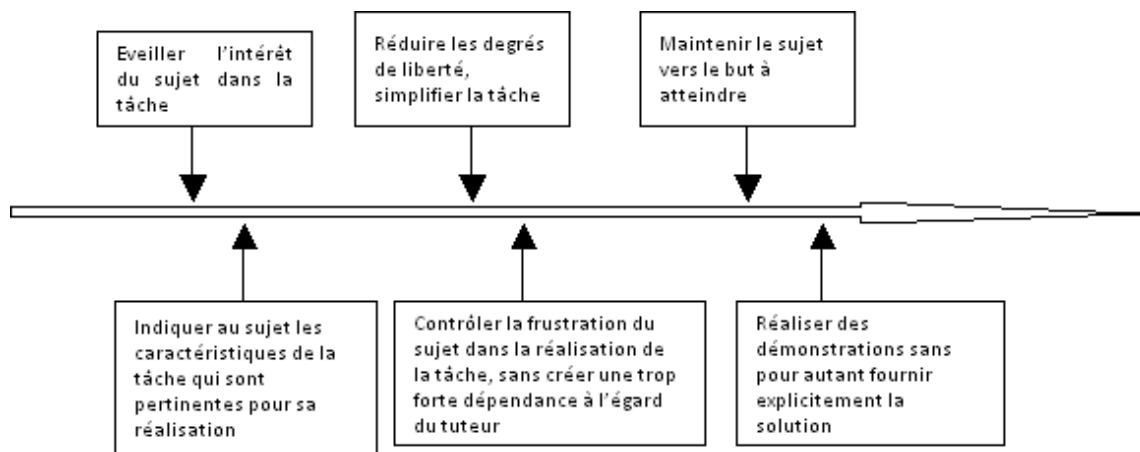 Eveiller l'intérêt
du sujet dans la
tâche
Réduire les degrés
de liberté,
simplifier la tâche
Maintenir le sujet
vers le but à
atteindre
Indiquer au sujet les
caractéristiques de la
tâche qui sont
pertinentes pour sa
réalisation
Contrôler la frustration du
sujet dans la réalisation de
la tâche, sans créer une trop
forte dépendance à l'égard
du tuteur
Réaliser des
démonstrations sans
pour autant fournir
explicitement la
solution